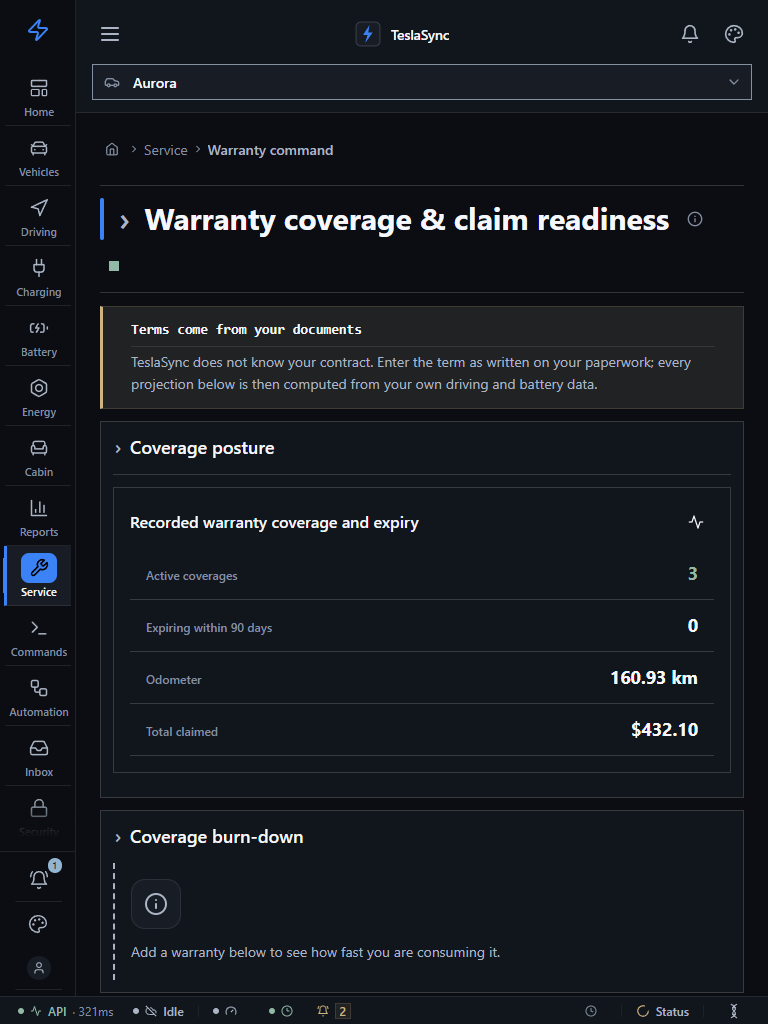 TeslaSync
Aurora
Home
Vehicles
Driving
Charging
Battery
Energy
Cabin
Reports
Service
Commands
Automation
Inbox
Security
1
Service
Warranty command
Warranty coverage & claim readiness
Terms come from your documents
TeslaSync does not know your contract. Enter the term as written on your paperwork; every
projection below is then computed from your own driving and battery data.
Coverage posture
Recorded warranty coverage and expiry
Active coverages 3
Expiring within 90 days 0
Odometer 160.93 km
Total claimed $432.10
Coverage burn-down
Add a warranty below to see how fast you are consuming it.
API · 321ms Idle 2 Status